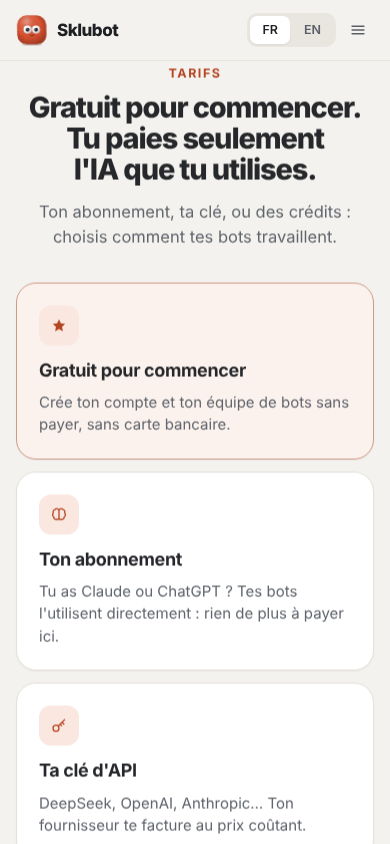 Sklubot
FR
EN
TARIFS
Gratuit pour commencer.
Tu paies seulement
l'IA que tu utilises.
Ton abonnement, ta clé, ou des crédits :
choisis comment tes bots travaillent.
Gratuit pour commencer
Crée ton compte et ton équipe de bots sans
payer, sans carte bancaire.
Ton abonnement
Tu as Claude ou ChatGPT ? Tes bots
l'utilisent directement : rien de plus à payer
ici.
Ta clé d'API
DeepSeek, OpenAI, Anthropic… Ton
fournisseur te facture au prix coûtant.